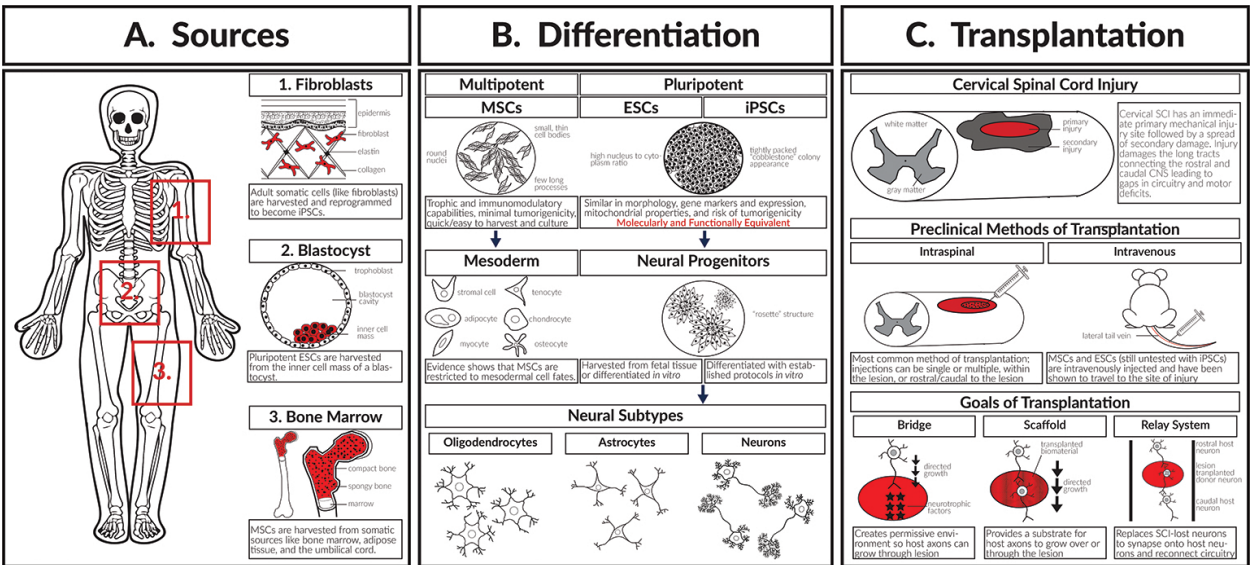 A. Sources
1. Fibroblasts
epidermis
fibroblast
elastin
collagen
Adult somatic cells (like fibroblasts)
are harvested and reprogrammed
to become iPSCs.
1.
2.
3.
2. Blastocyst
trophoblast
blastocyst
cavity
inner cell
mass
Pluripotent ESCs are harvested
from the inner cell mass of a blas-
tocyst.
3. Bone Marrow
compact bone
spongy bone
marrow
MSCs are harvested from somatic
sources like bone marrow, adipose
tissue, and the umbilical cord.
B. Differentiation
Multipotent
Pluripotent
MSCs
ESCs
iPSCs
round
nuclei
small, thin
cell bodies
few long
processes
high nucleus to cyto-
plasm ratio
tightly packed
"cobblestone" colony
appearance
Trophic and immunomodulatory
capabilities, minimal tumorigenicity,
quick/easy to harvest and culture
Similar in morphology, gene markers and expression,
mitochondrial properties, and risk of tumorigenicity
Molecularly and Functionally Equivalent
Mesoderm
stromal cell
tenocyte
adipocyte
chondrocyte
myocyte
osteocyte
Evidence shows that MSCs are
restricted to mesodermal cell fates.
Neural Progenitors
"rosette" structure
Harvested from fetal tissue
or differentiated in vitro
Differentiated with estab-
lished protocols in vitro
Neural Subtypes
Oligodendrocytes
Astrocytes
Neurons
C. Transplantation
Cervical Spinal Cord Injury
white matter
gray matter
primary
injury
secondary
injury
Cervical SCI has an immedi-
ate primary mechanical inju-
ry site followed by a spread
of secondary damage. Injury
damages the long tracts
connecting the rostral and
caudal CNS leading to
gaps in circuitry and motor
deficits.
Preclinical Methods of Transplantation
Intraspinal
Intravenous
lateral tail vein
Most common method of transplantation;
injections can be single or multiple, within
the lesion, or rostral/caudal to the lesion
MSCs and ESCs (still untested with iPSCs)
are intravenously injected and have been
shown to travel to the site of injury
Goals of Transplantation
Bridge
Scaffold
Relay System
directed
growth
neurotrophic
factors
transplanted
biomaterial
directed
growth
rostral host
neuron
lesion
tranplanted
donor neuron
caudal host
neuron
Creates permissive envi-
ronment so host axons can
grow through lesion
Provides a substrate for
host axons to grow over or
through the lesion
Replaces SCI-lost neurons
to synapse onto host neu-
rons and reconnect circuitry